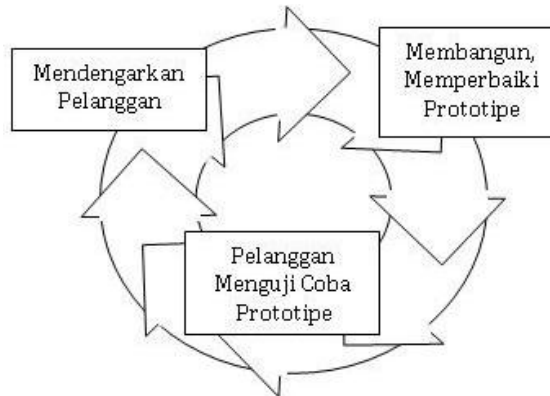 Mendengarkan
Pelanggan
Membangun,
Memperbaiki
Prototipe
Pelanggan
Menguji Coba
Prototipe